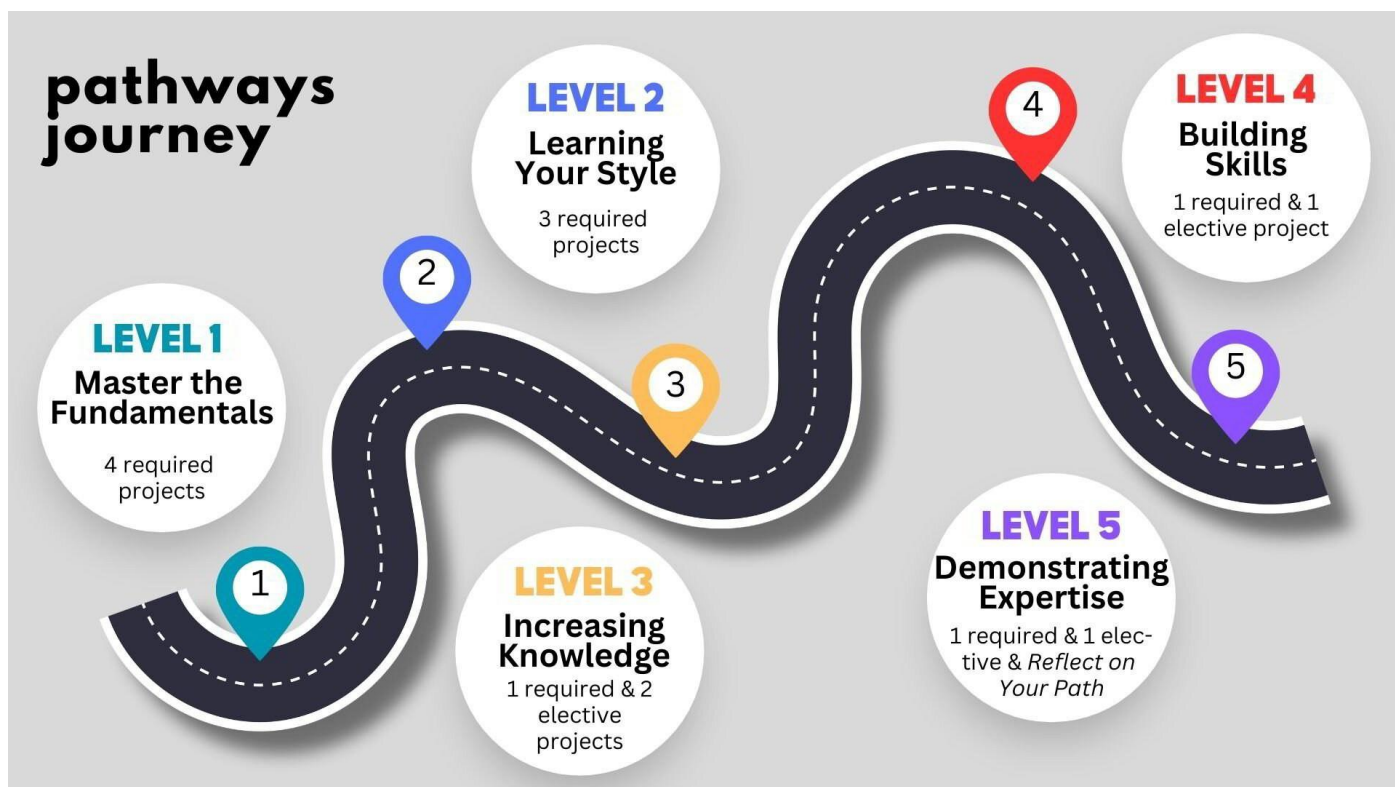 pathways
journey
LEVEL 1
Master the
Fundamentals
4 required
projects
1
LEVEL 2
Learning
Your Style
3 required
projects
2
LEVEL 3
Increasing
Knowledge
1 required & 2
elective
projects
3
LEVEL 4
Building
Skills
1 required & 1
elective project
4
LEVEL 5
Demonstrating
Expertise
1 required & 1 elec-
tive & Reflect on
Your Path
5